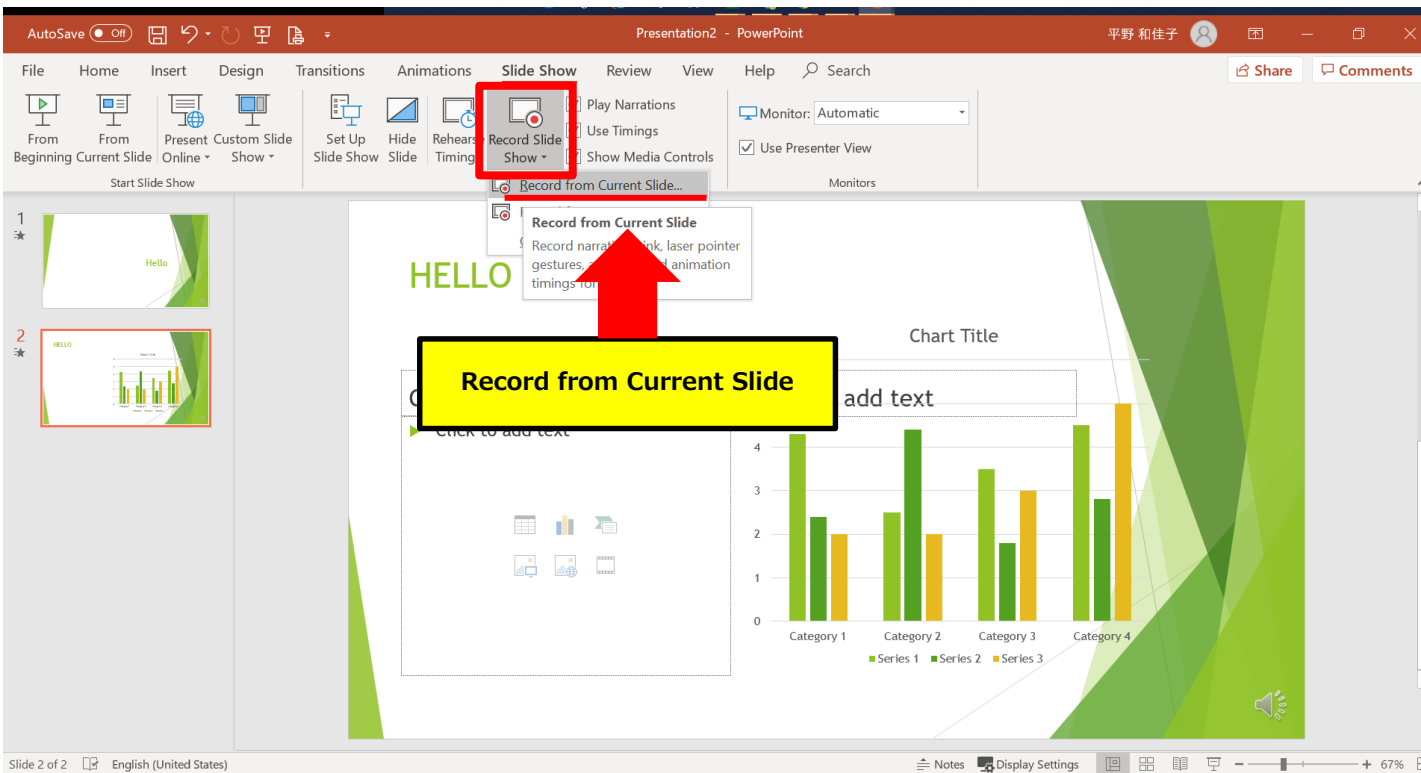 AutoSave Off
Presentation2 - PowerPoint
平野 和佳子
File Home Insert Design Transitions Animations Slide Show Review View Help Search
Share Comments
From Beginning
From Current Slide
Present Online
Custom Slide Show
Start Slide Show
Set Up Slide Show
Hide Slide
Rehearse Timing
Record Slide Show
Play Narrations
Use Timings
Show Media Controls
Monitor: Automatic
Use Presenter View
Monitors
Record from Current Slide...
Record from Current Slide
Record ink, laser pointer
gestures, animation
timings
Record from Current Slide
1
Hello
2
HELLO
Chart Title
HELLO
Chart Title
add text
Click to add text
4
3
2
1
0
Category 1 Category 2 Category 3 Category 4
Series 1 Series 2 Series 3
Slide 2 of 2 English (United States)
Notes Display Settings 67%